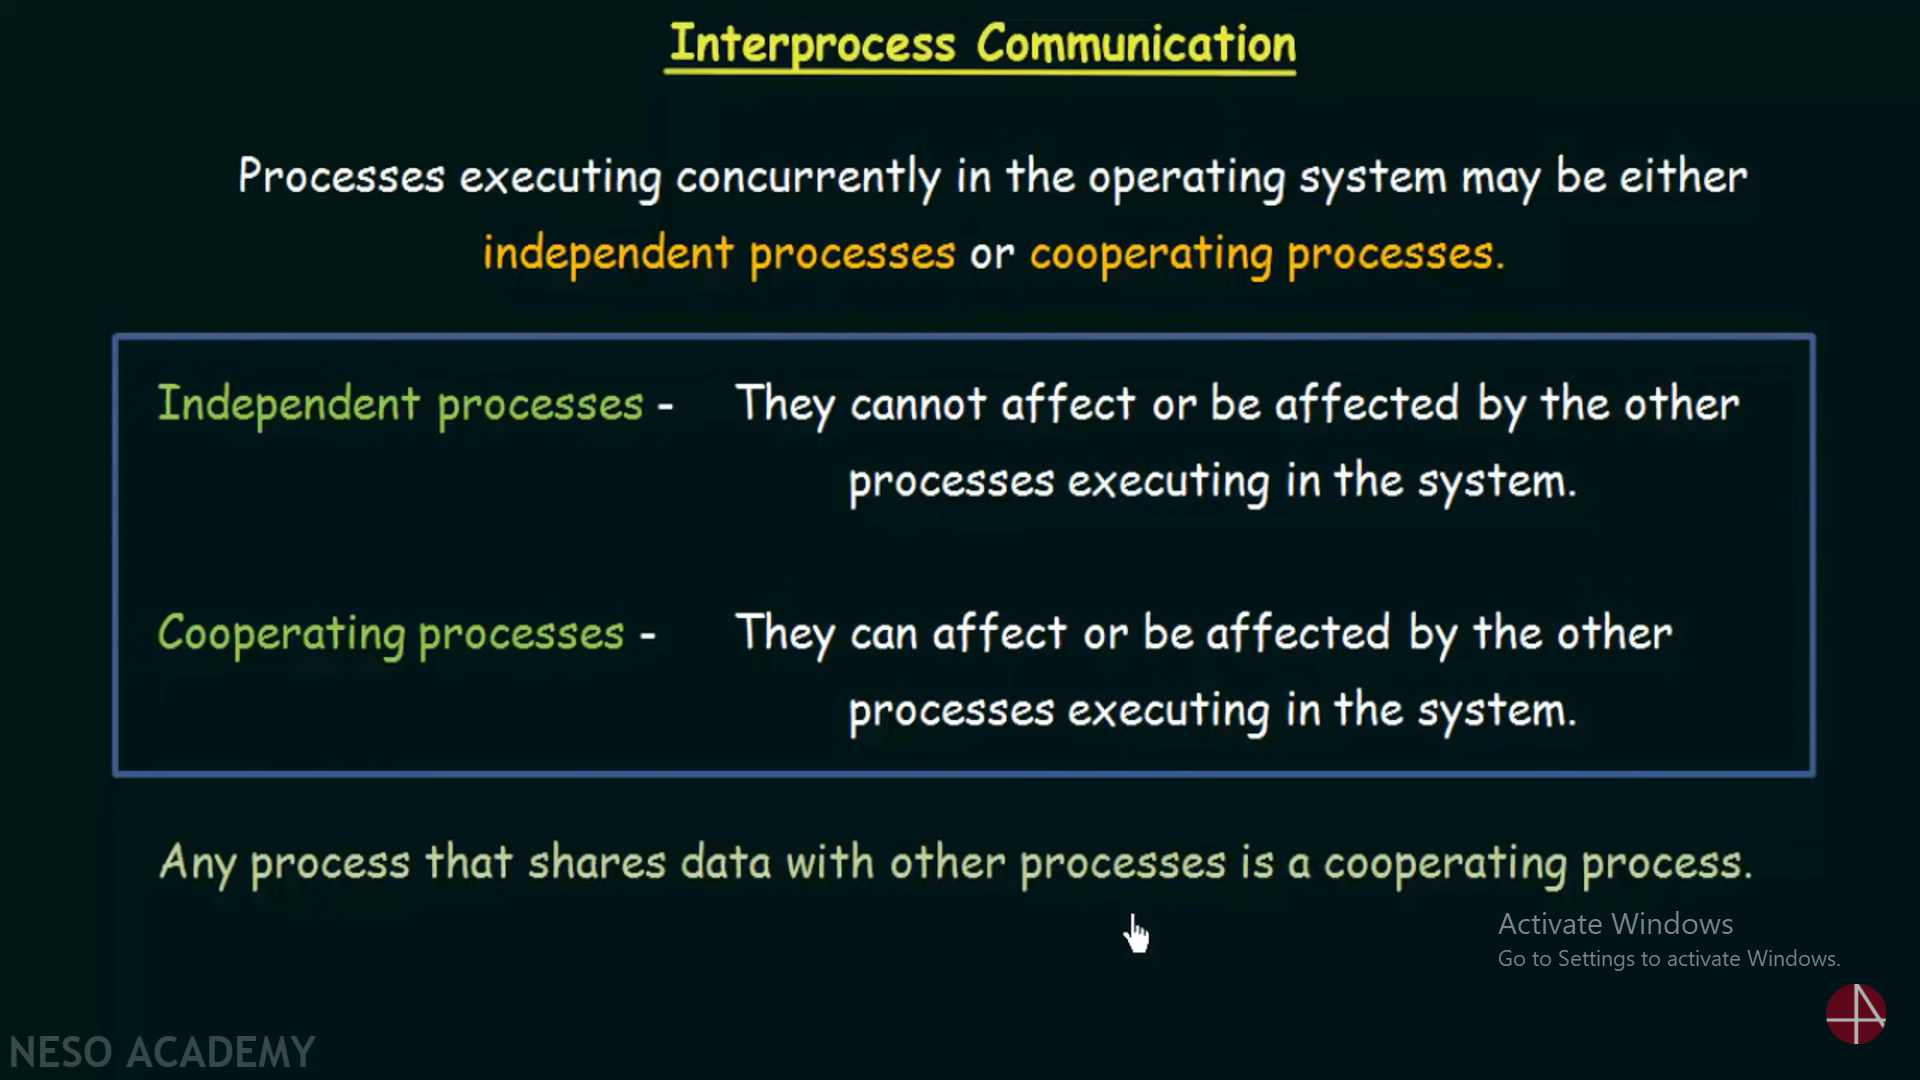 Interprocess Communication
Processes executing concurrently in the operating system may be either
independent processes or cooperating processes.
Independent processes - They cannot affect or be affected by the other
processes executing in the system.
Cooperating processes - They can affect or be affected by the other
processes executing in the system.
Any process that shares data with other processes is a cooperating process.
Activate Windows
Go to Settings to activate Windows.
NESO ACADEMY